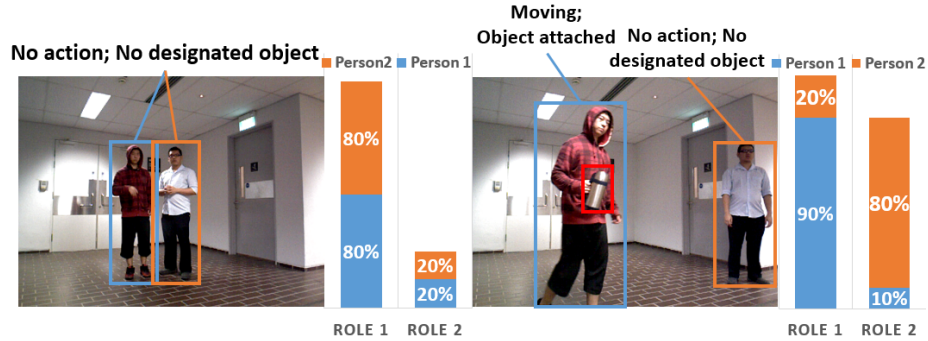 No action; No designated object
Person2 Person 1
80%
80%
20%
20%
ROLE 1 ROLE 2
Moving;
Object attached
No action; No
designated object
Person 1 Person 2
20%
90%
80%
10%
ROLE 1 ROLE 2